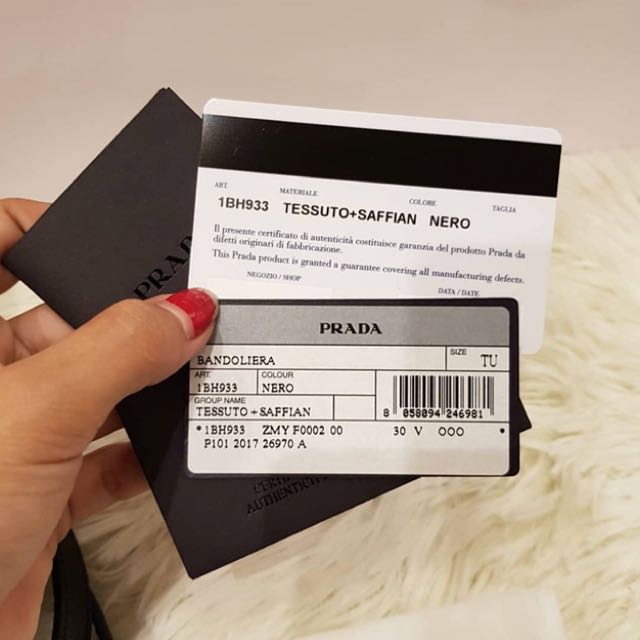 ART.
MATERIALE
COLORE
TAGLIA
1BH933 TESSUTO+SAFFIAN NERO
Il presente certificato di autenticità costituisce garanzia del prodotto Prada da
difetti originari di fabbricazione.
This Prada product is granted a guarantee covering all manufacturing defects.
NEGOZIO / SHOP
DATA / DATE
PRADA
BANDOLIERA
SIZE
TU
ART.
COLOUR
1BH933
NERO
GROUP NAME
TESSUTO + SAFFIAN
8 058094 246981
*1BH933 ZMY F0002 00 30 V OOO *
P101 2017 26970 A
PRAD
AUTHENTICI